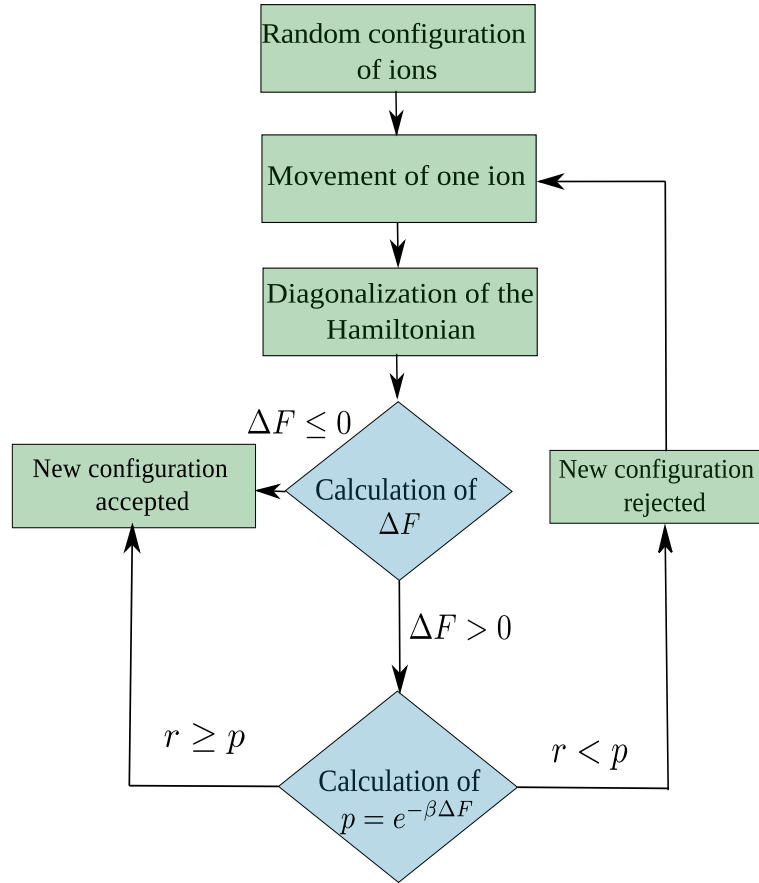 Random configuration
of ions
Movement of one ion
Diagonalization of the
Hamiltonian
ΔF ≤ 0
New configuration
accepted
Calculation of
ΔF
New configuration
rejected
ΔF > 0
r ≥ p
r < p
Calculation of
p = e^{-βΔF}